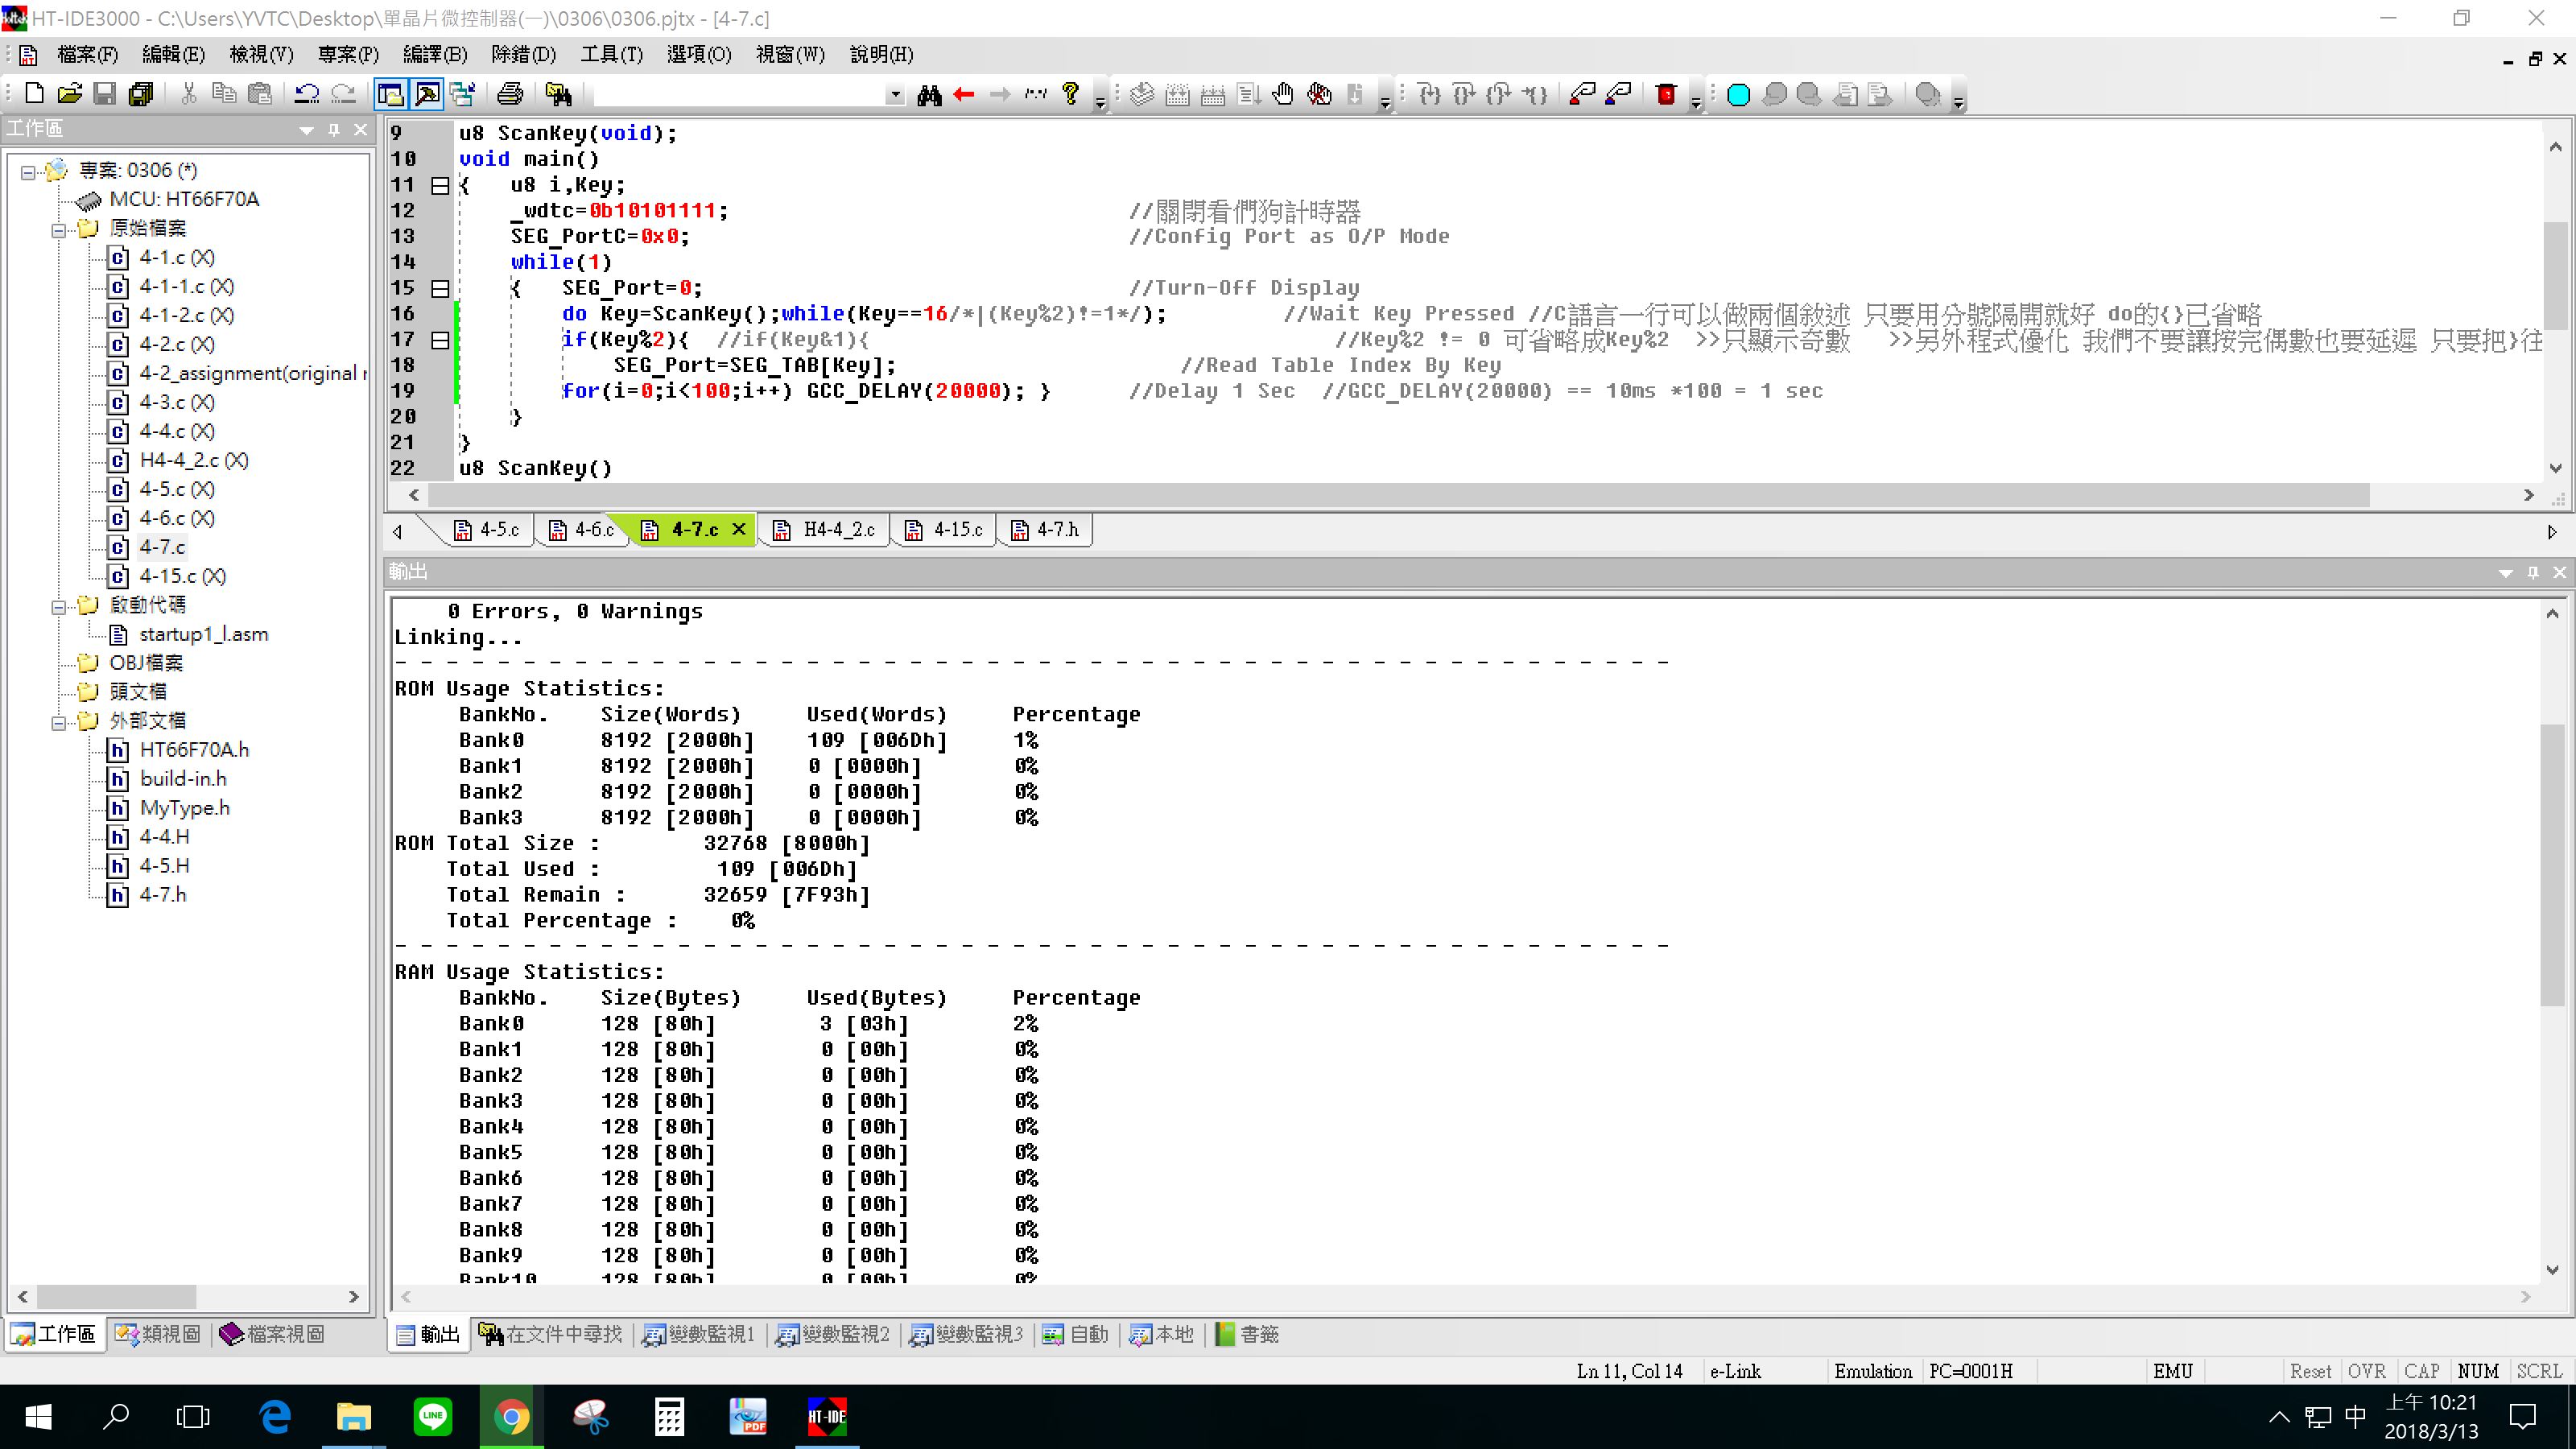 HT-IDE3000 - C:\Users\YVTC\Desktop\單晶片微控制器(一)\0306\0306.pjtx - [4-7.c]
檔案(F) 編輯(E) 檢視(V) 專案(P) 編譯(B) 除錯(D) 工具(T) 選項(O) 視窗(W) 說明(H)
工作區
專案: 0306 (*)
MCU: HT66F70A
原始檔案
4-1.c (X)
4-1-1.c (X)
4-1-2.c (X)
4-2.c (X)
4-2_assignment(original r
4-3.c (X)
4-4.c (X)
H4-4_2.c (X)
4-5.c (X)
4-6.c (X)
4-7.c
4-15.c (X)
啟動代碼
startup1_l.asm
OBJ檔案
頭文檔
外部文檔
HT66F70A.h
build-in.h
MyType.h
4-4.H
4-5.H
4-7.h
工作區 類視圖 檔案視圖
9 u8 ScanKey(void);
10 void main()
11 { u8 i,Key;
12 _wdtc=0b10101111; //關閉看們狗計時器
13 SEG_PortC=0x0; //Config Port as O/P Mode
14 while(1)
15 { SEG_Port=0; //Turn-Off Display
16 do Key=ScanKey();while(Key==16/*|(Key%2)!=1*/); //Wait Key Pressed //C語言一行可以做兩個敘述 只要用分號隔開就好 do的{}已省略
17 if(Key%2){ //if(Key&1){ //Key%2 != 0 可省略成Key%2 >>只顯示奇數 >>另外程式優化 我們不要讓按完偶數也要延遲 只要把}往
18 SEG_Port=SEG_TAB[Key]; //Read Table Index By Key
19 for(i=0;i<100;i++) GCC_DELAY(20000); } //Delay 1 Sec //GCC_DELAY(20000) == 10ms *100 = 1 sec
20 }
21 }
22 u8 ScanKey()
4-5.c 4-6.c 4-7.c H4-4_2.c 4-15.c 4-7.h
輸出
0 Errors, 0 Warnings
Linking...
- - - - - - - - - - - - - - - - - - - - - - - - - - - - - - - - - - - - - - - - - - - - - - - - - -
ROM Usage Statistics:
BankNo. Size(Words) Used(Words) Percentage
Bank0 8192 [2000h] 109 [006Dh] 1%
Bank1 8192 [2000h] 0 [0000h] 0%
Bank2 8192 [2000h] 0 [0000h] 0%
Bank3 8192 [2000h] 0 [0000h] 0%
ROM Total Size : 32768 [8000h]
Total Used : 109 [006Dh]
Total Remain : 32659 [7F93h]
Total Percentage : 0%
- - - - - - - - - - - - - - - - - - - - - - - - - - - - - - - - - - - - - - - - - - - - - - - - - -
RAM Usage Statistics:
BankNo. Size(Bytes) Used(Bytes) Percentage
Bank0 128 [80h] 3 [03h] 2%
Bank1 128 [80h] 0 [00h] 0%
Bank2 128 [80h] 0 [00h] 0%
Bank3 128 [80h] 0 [00h] 0%
Bank4 128 [80h] 0 [00h] 0%
Bank5 128 [80h] 0 [00h] 0%
Bank6 128 [80h] 0 [00h] 0%
Bank7 128 [80h] 0 [00h] 0%
Bank8 128 [80h] 0 [00h] 0%
Bank9 128 [80h] 0 [00h] 0%
Bank10 128 [80h] 0 [00h] 0%
輸出 在文件中尋找 變數監視1 變數監視2 變數監視3 自動 本地 書籤
Ln 11, Col 14 e-Link Emulation PC=0001H EMU Reset OVR CAP NUM SCRL
LINE
PDF
HT-IDE
中
上午 10:21
2018/3/13